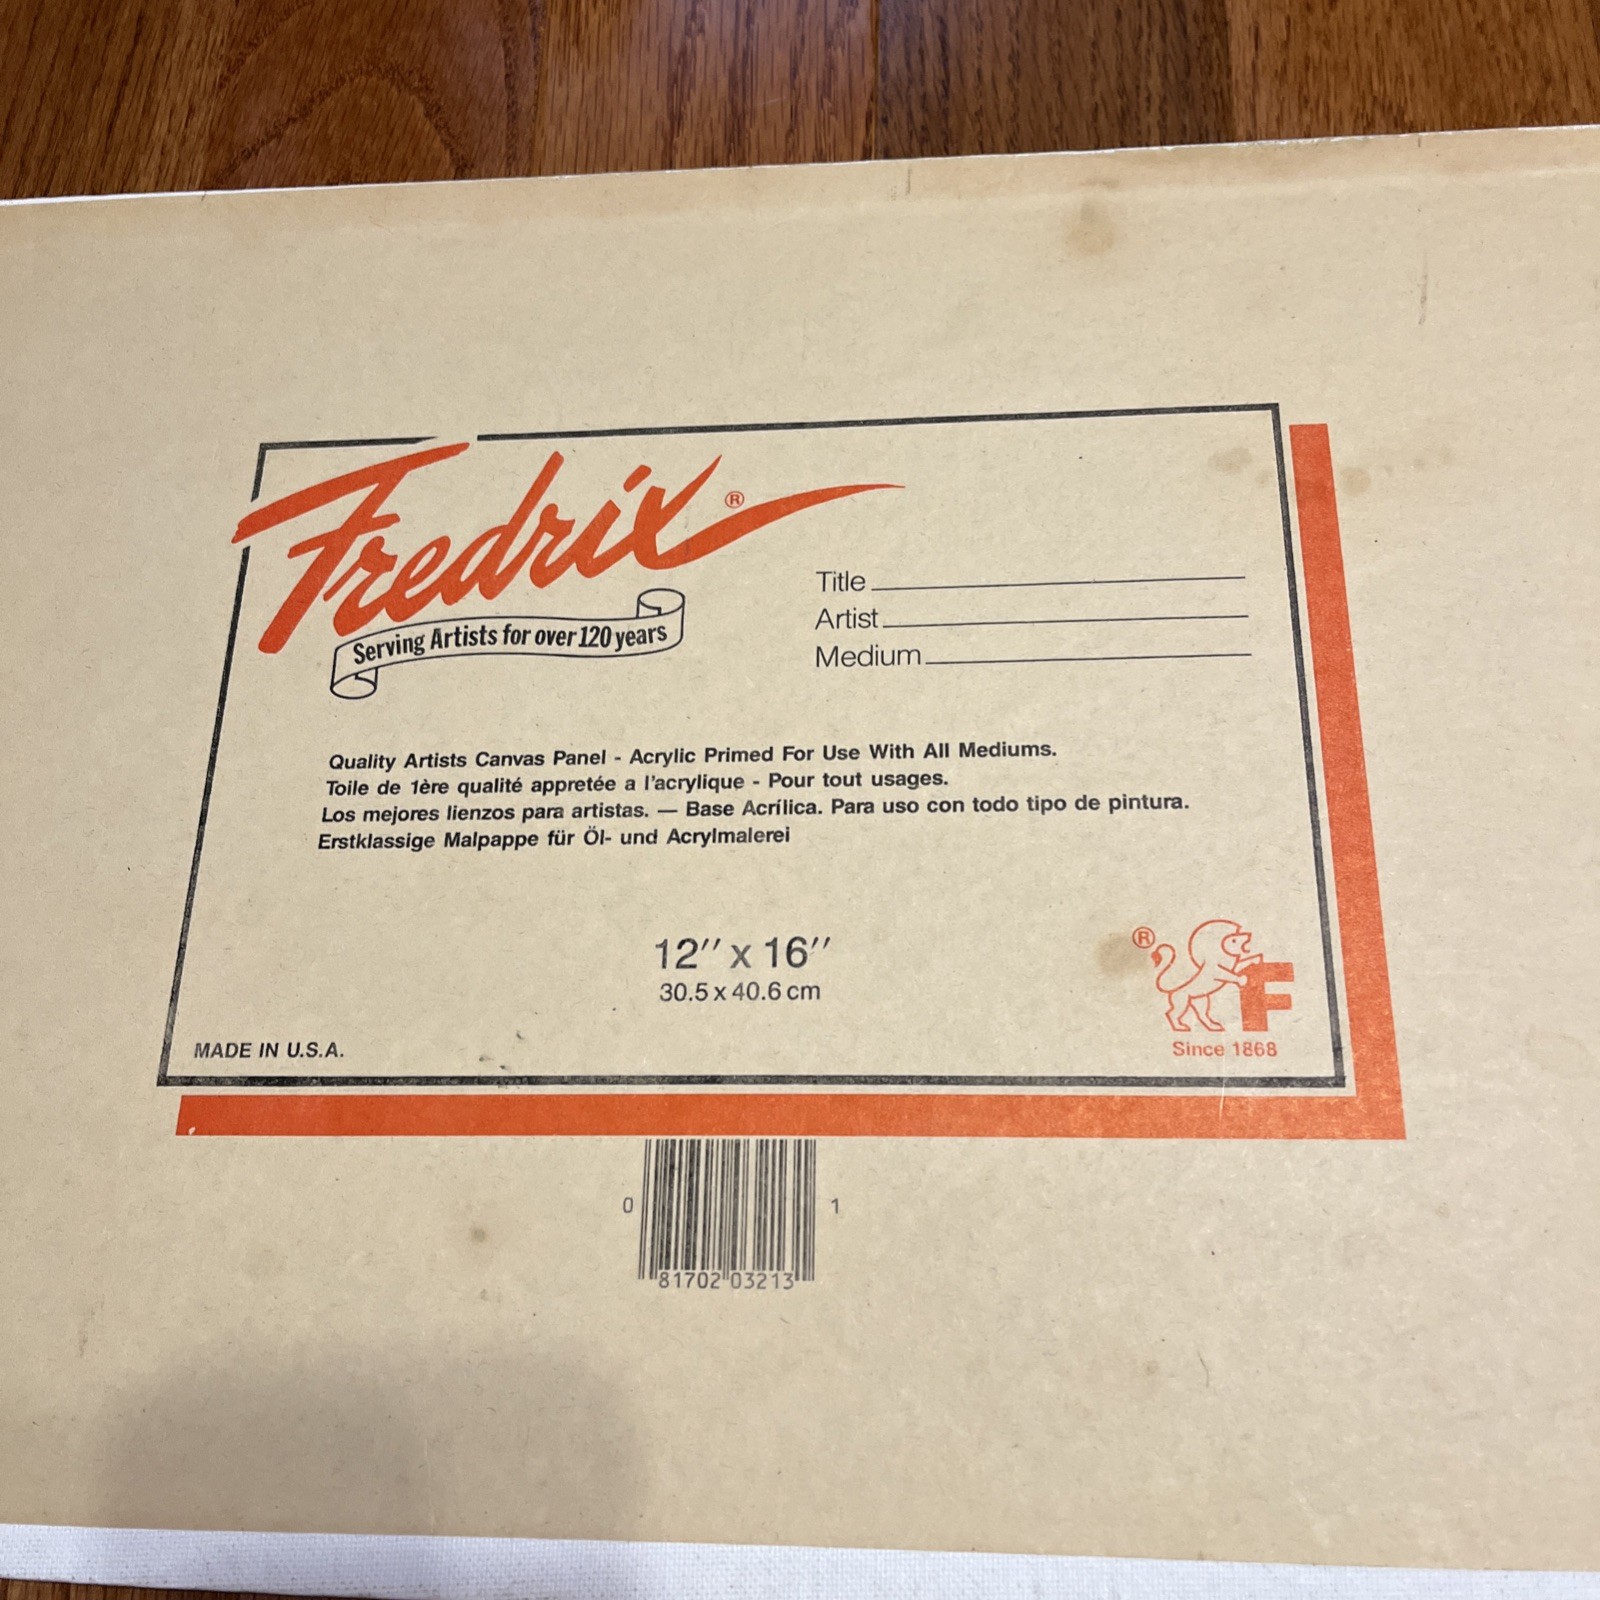 Fredrix®
Serving Artists for over 120 years
Title
Artist
Medium
Quality Artists Canvas Panel - Acrylic Primed For Use With All Mediums.
Toile de 1ère qualité appretée a l'acrylique - Pour tout usages.
Los mejores lienzos para artistas. — Base Acrílica. Para uso con todo tipo de pintura.
Erstklassige Malpappe für Öl- und Acrylmalerei
12″ x 16″
30.5 x 40.6 cm
® F
Since 1868
MADE IN U.S.A.
0 81702 03213 1